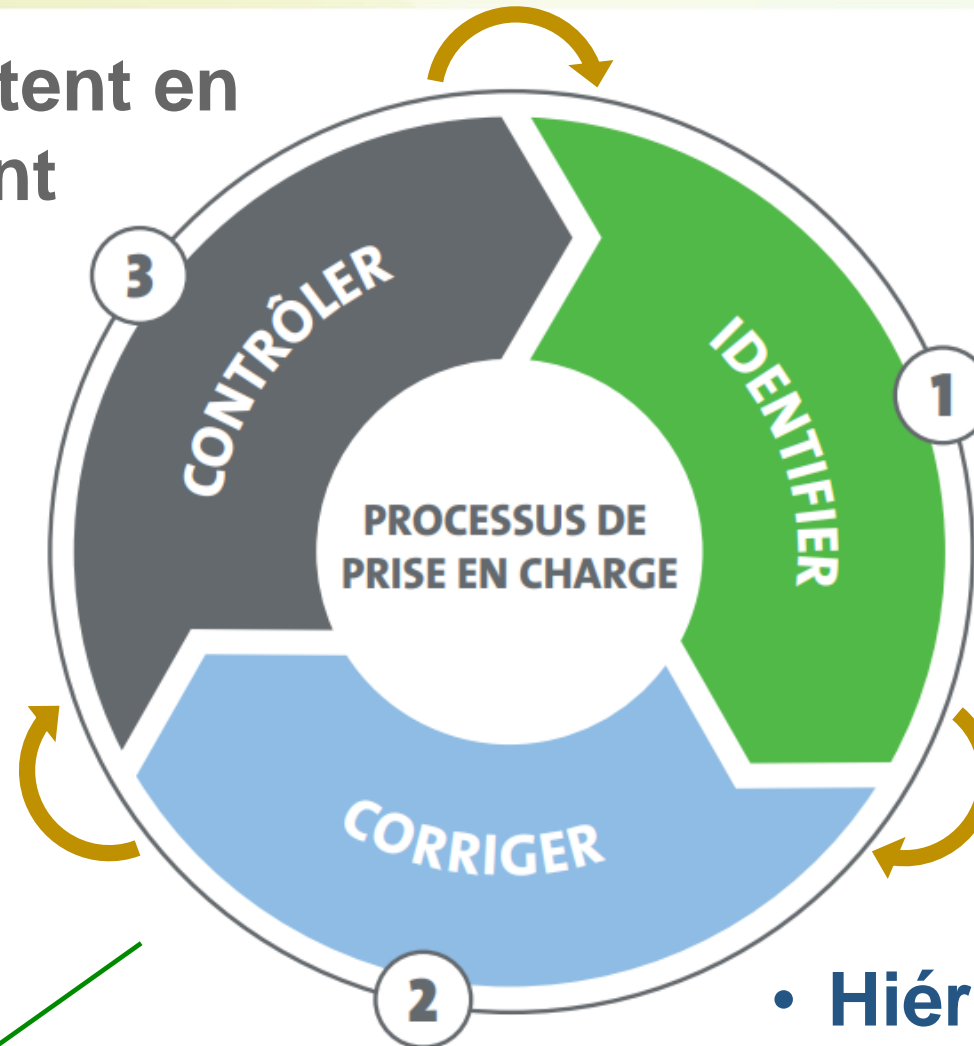 tent en
nt
3
CONTRÔLER
IDENTIFIER
1
PROCESSUS DE
PRISE EN CHARGE
CORRIGER
2
• Hiér